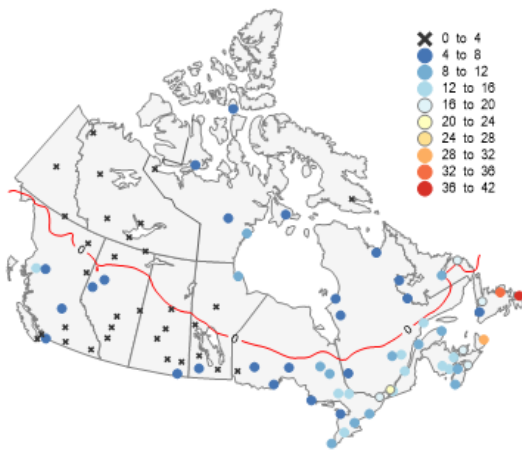 0 to 4
4 to 8
8 to 12
12 to 16
16 to 20
20 to 24
24 to 28
28 to 32
32 to 36
36 to 42
0
0
0